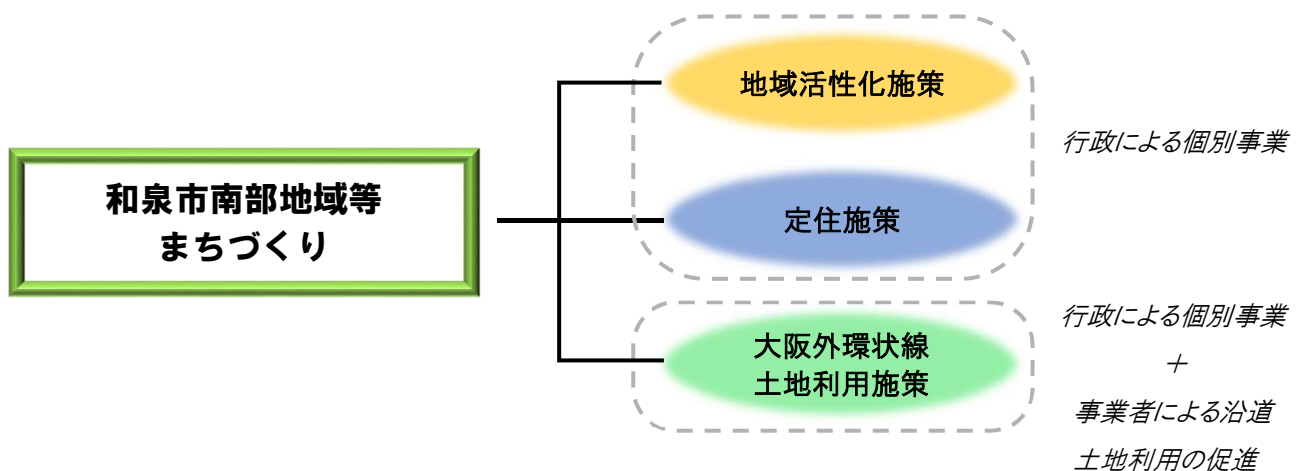 和泉市南部地域等
まちづくり
地域活性化施策
定住施策
行政による個別事業
大阪外環状線
土地利用施策
行政による個別事業
＋
事業者による沿道
土地利用の促進